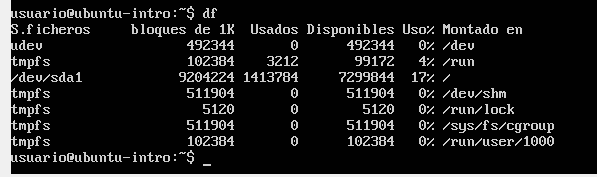 usuario@ubuntu-intro:~$ df
S.ficheros bloques de 1K Usados Disponibles Uso% Montado en
udev 492344 0 492344 0% /dev
tmpfs 102384 3212 99172 4% /run
/dev/sda1 9204224 1413784 7299844 17% /
tmpfs 511904 0 511904 0% /dev/shm
tmpfs 5120 0 5120 0% /run/lock
tmpfs 511904 0 511904 0% /sys/fs/cgroup
tmpfs 102384 0 102384 0% /run/user/1000
usuario@ubuntu-intro:~$ _